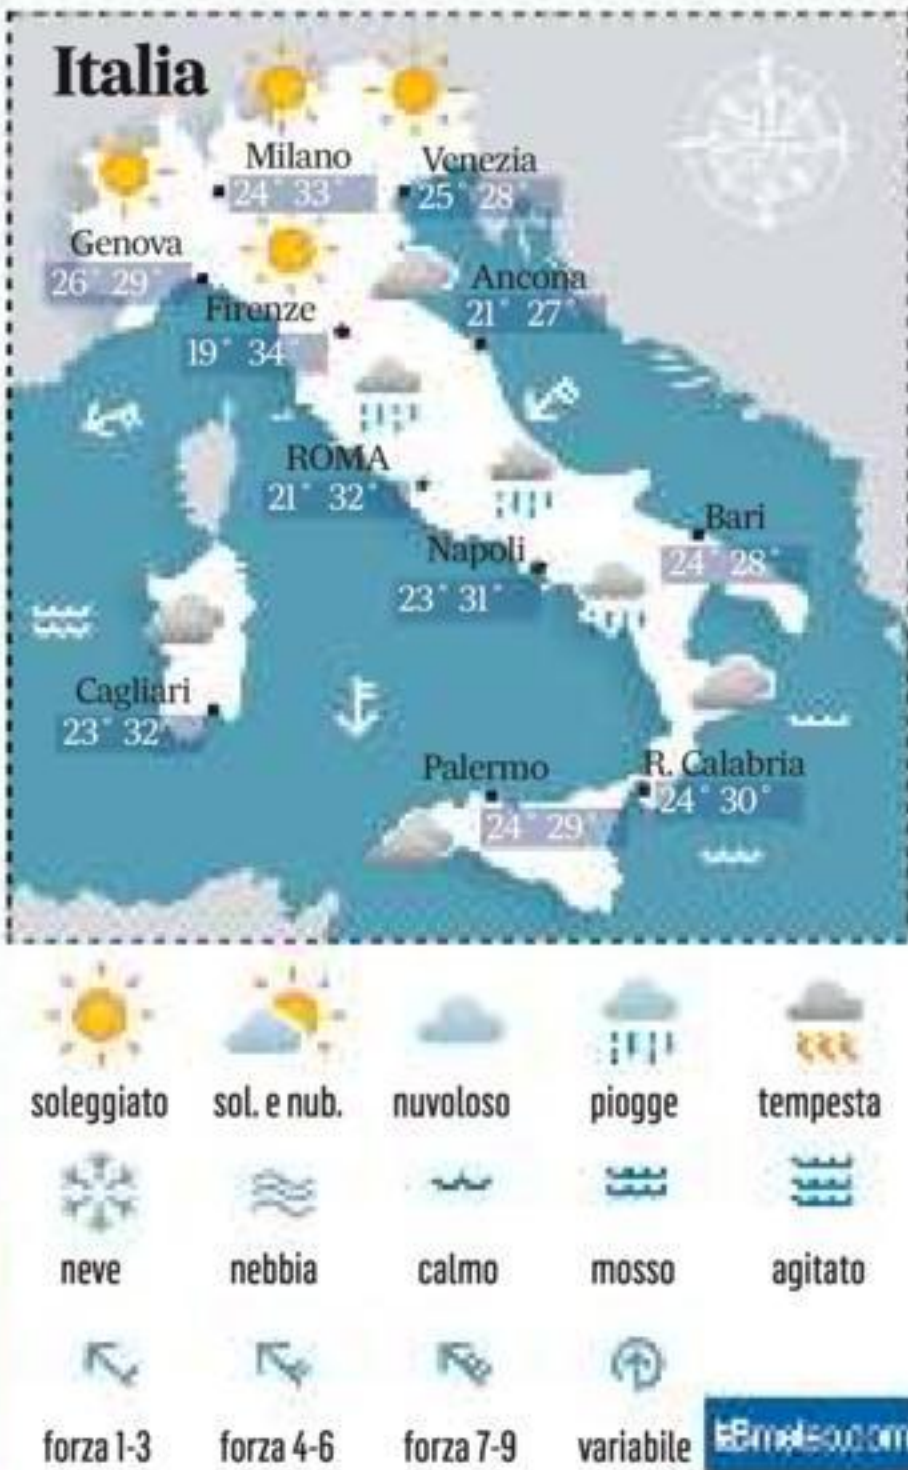 Italia
Milano
24° 33°
Venezia
25° 28°
Genova
26° 29°
Firenze
19° 34°
Ancona
21° 27°
ROMA
21° 32°
Napoli
23° 31°
Bari
24° 28°
Cagliari
23° 32°
Palermo
24° 29°
R. Calabria
24° 30°
soleggiato sol. e nub. nuvoloso piogge tempesta
neve nebbia calmo mosso agitato
forza 1-3 forza 4-6 forza 7-9 variabile